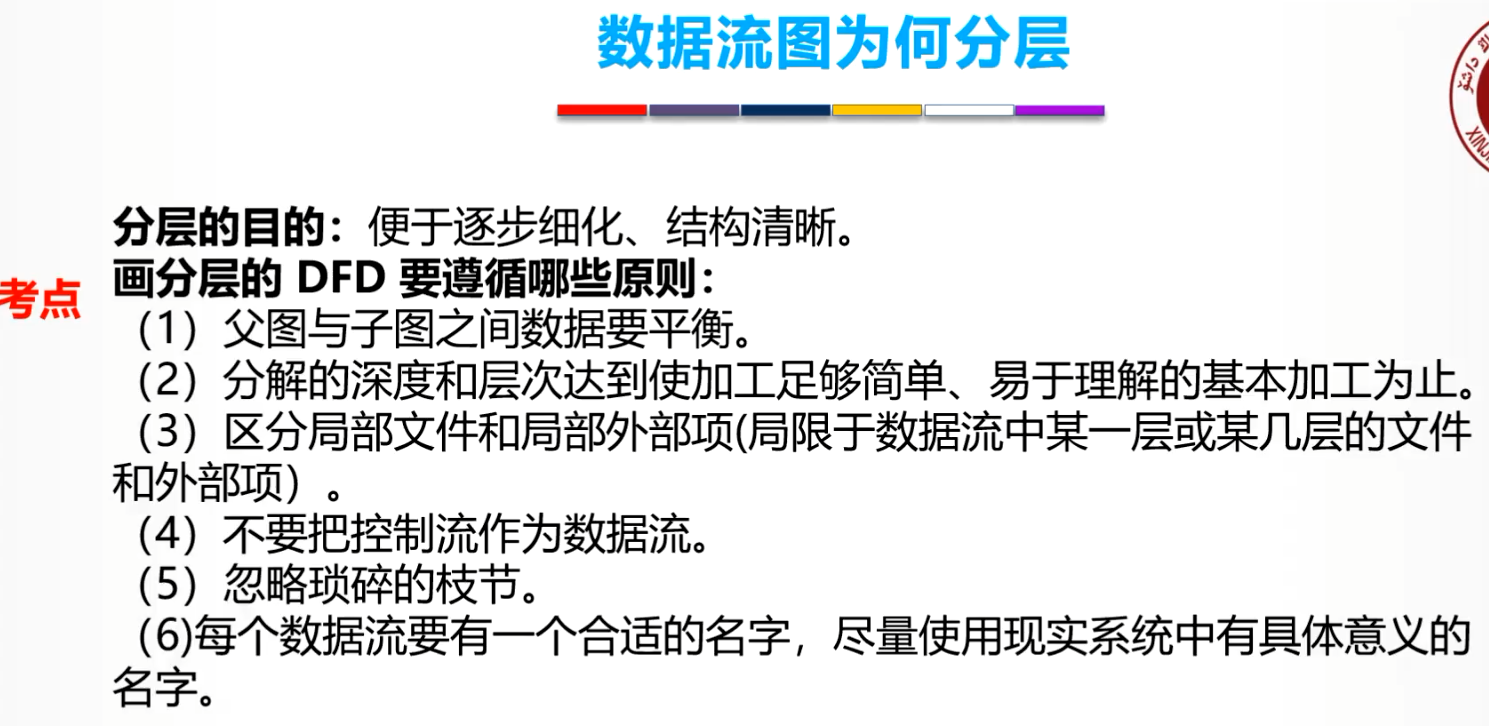 数据流图为何分层
分层的目的：便于逐步细化、结构清晰。
考点
画分层的 DFD 要遵循哪些原则：
（1）父图与子图之间数据要平衡。
（2）分解的深度和层次达到使加工足够简单、易于理解的基本加工为止。
（3）区分局部文件和局部外部项(局限于数据流中某一层或某几层的文件
和外部项）。
（4）不要把控制流作为数据流。
（5）忽略琐碎的枝节。
（6)每个数据流要有一个合适的名字，尽量使用现实系统中有具体意义的
名字。